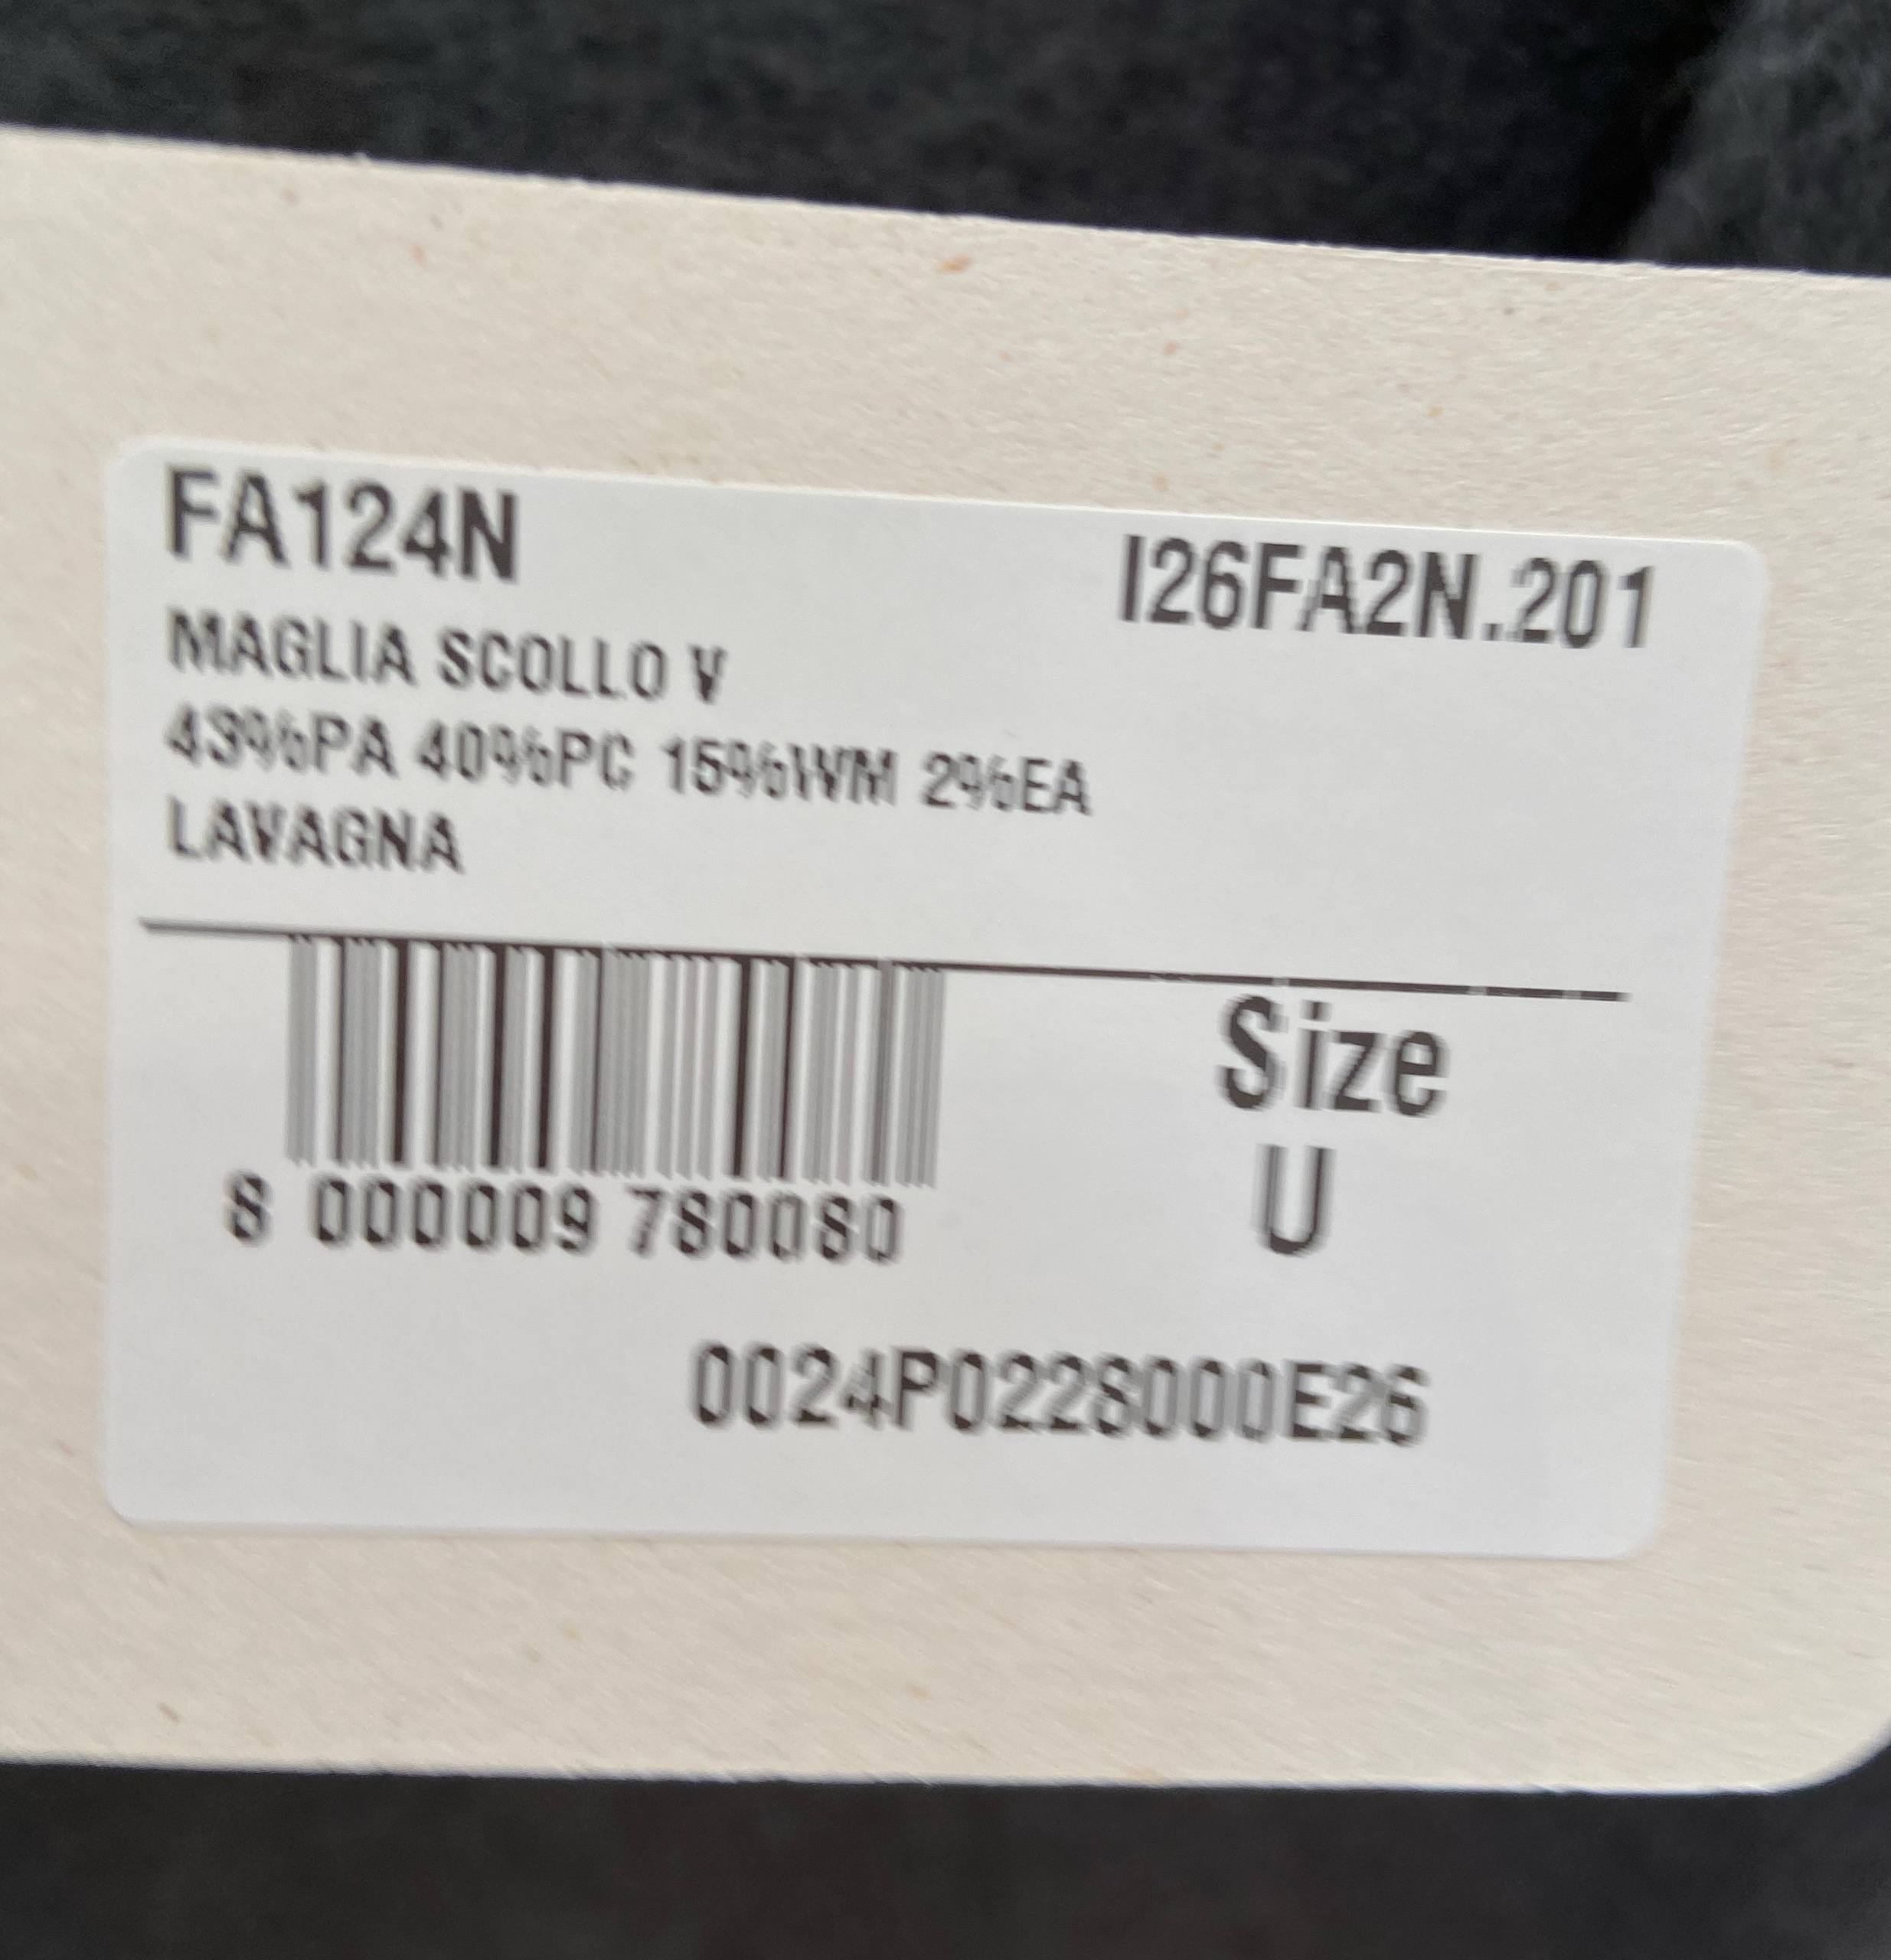 FA124N
I26FA2N.201
MAGLIA SCOLLO V
43%PA 40%PC 15%WM 2%EA
LAVAGNA
Size
U
8 000009 780080
0024P0228000E26